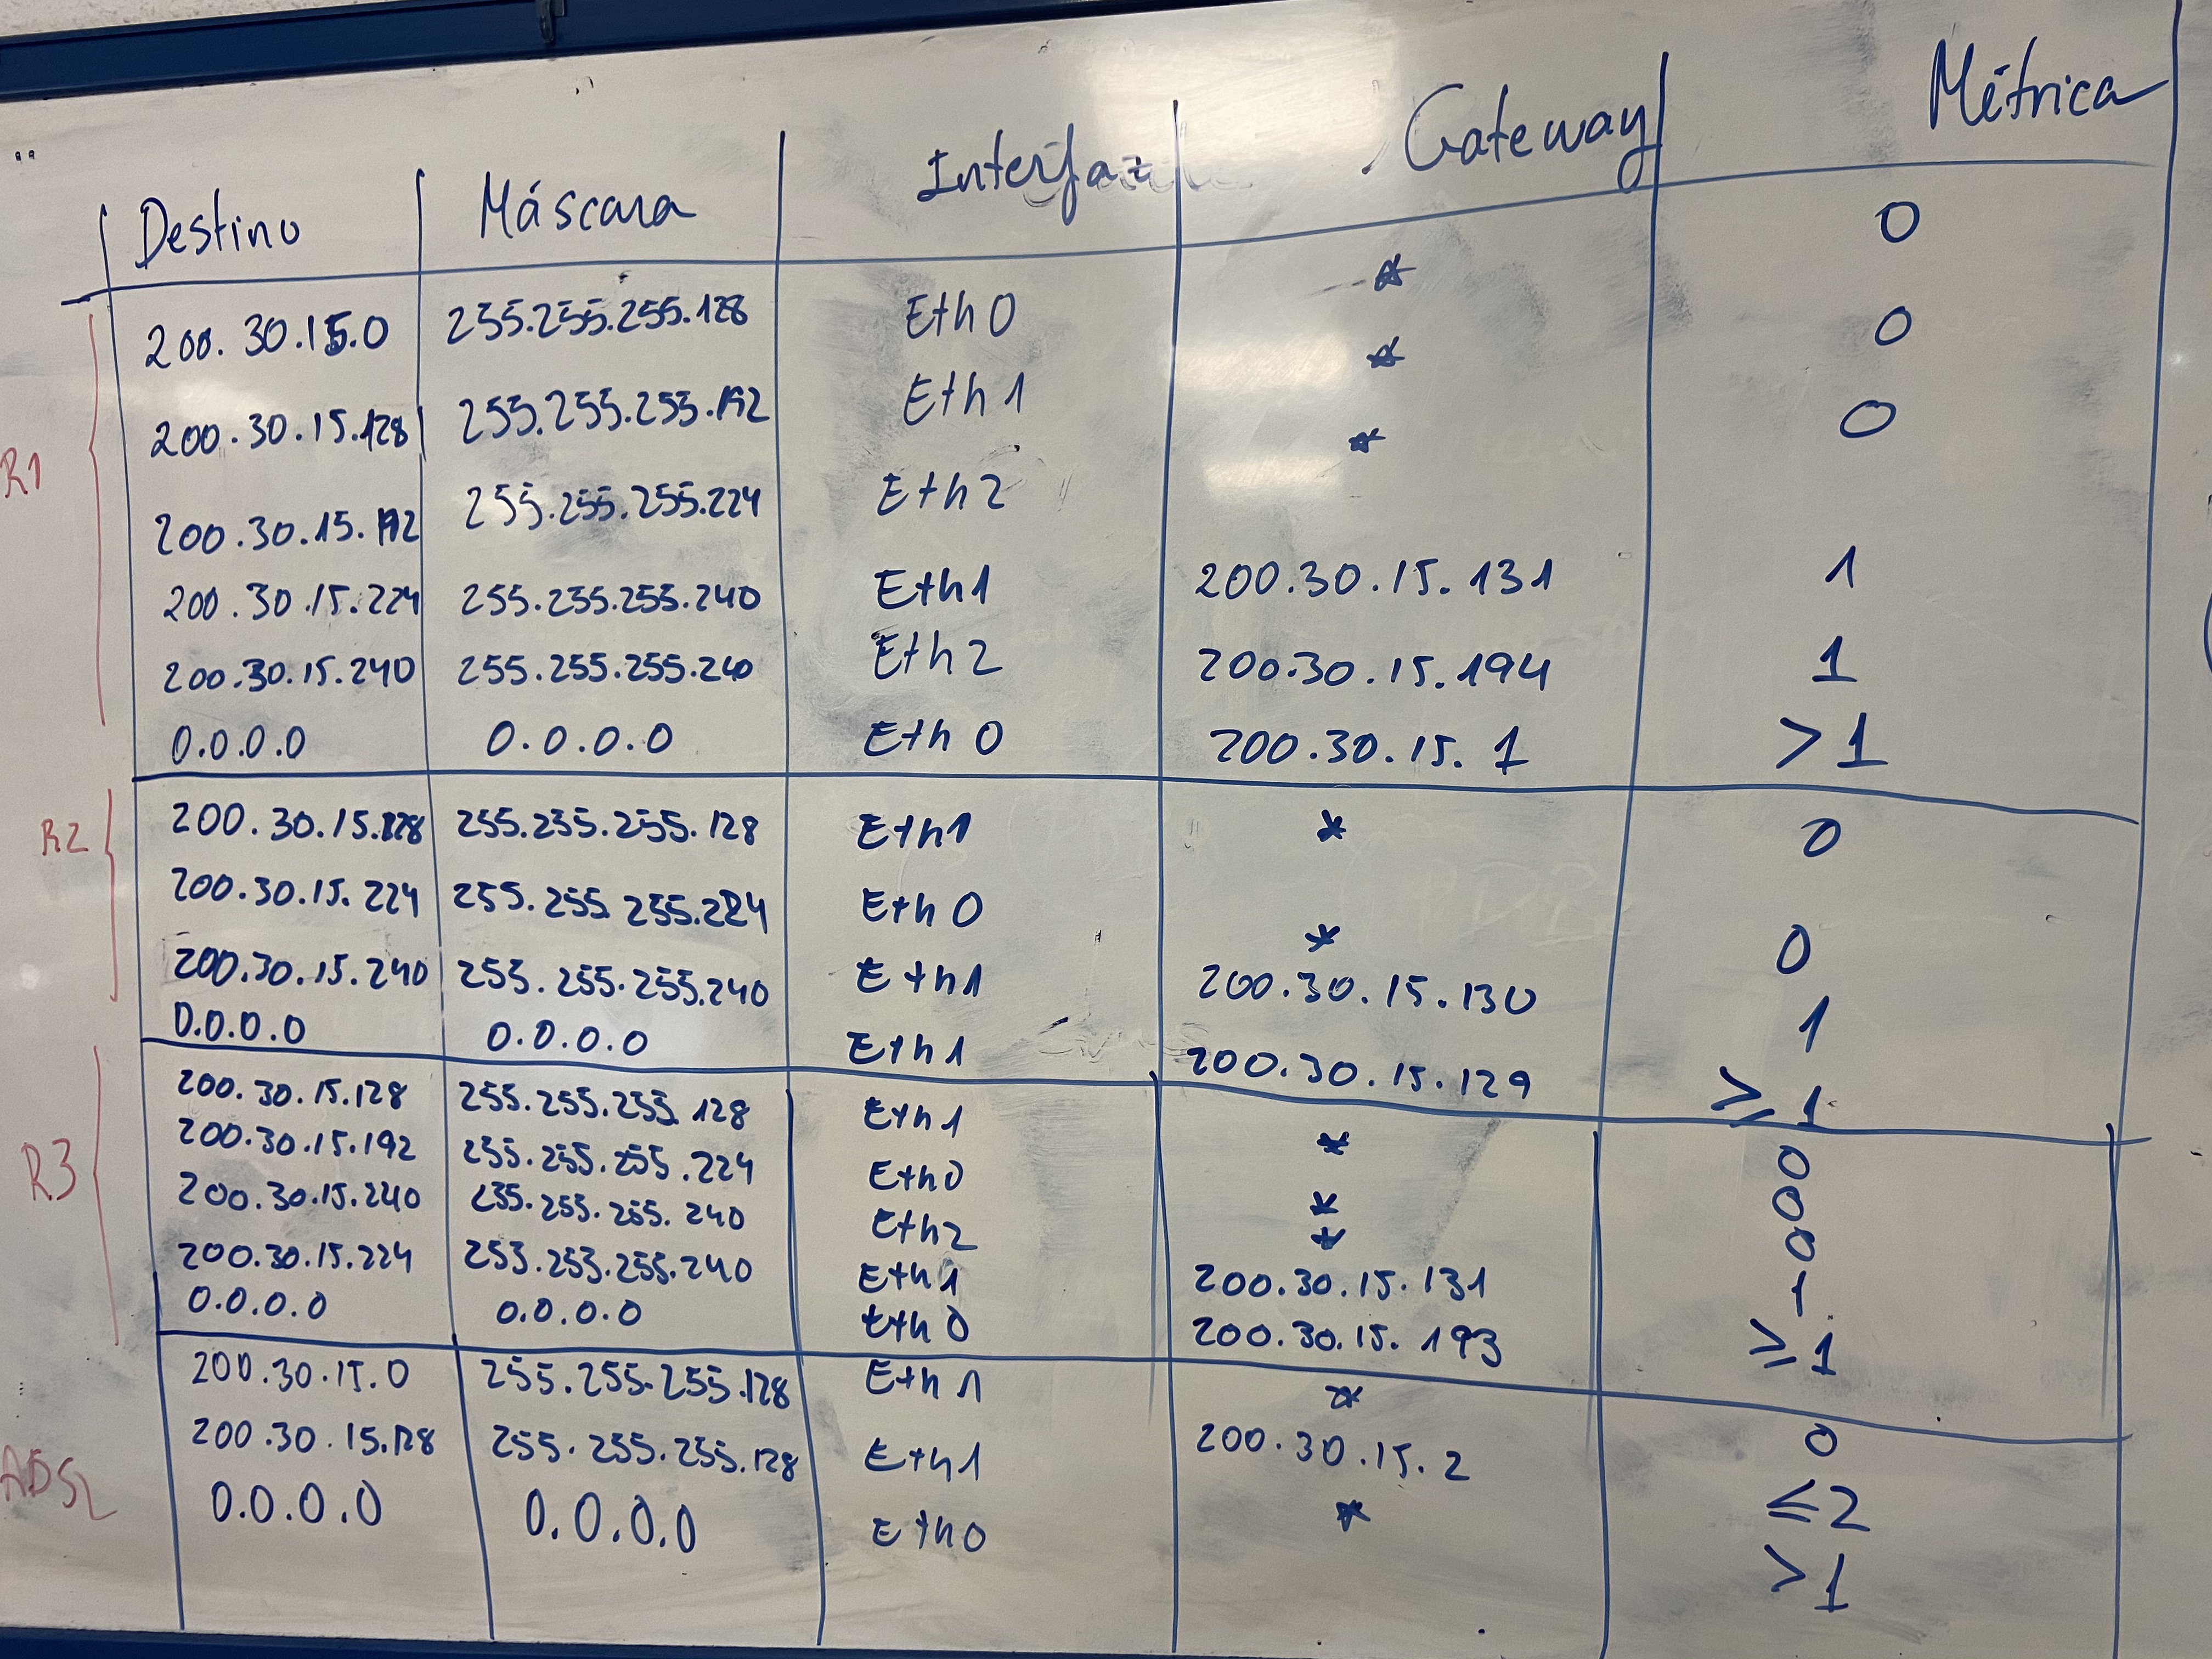 Destino Máscara Interfaz Gateway Métrica
R1
200.30.15.0 255.255.255.128 Eth0 * 0
200.30.15.128 255.255.255.192 Eth1 * 0
200.30.15.192 255.255.255.224 Eth2 * 0
200.30.15.224 255.255.255.240 Eth1 200.30.15.131 1
200.30.15.240 255.255.255.240 Eth2 200.30.15.194 1
0.0.0.0 0.0.0.0 Eth0 200.30.15.1 >1
R2
200.30.15.128 255.255.255.128 Eth1 * 0
200.30.15.224 255.255.255.224 Eth0 * 0
200.30.15.240 255.255.255.240 Eth1 200.30.15.130 1
0.0.0.0 0.0.0.0 Eth1 200.30.15.129 ≥1
R3
200.30.15.128 255.255.255.128 Eth1 * 0
200.30.15.192 255.255.255.224 Eth0 * 0
200.30.15.240 255.255.255.240 Eth2 * 0
200.30.15.224 255.255.255.240 Eth1 200.30.15.131 1
0.0.0.0 0.0.0.0 Eth0 200.30.15.193 ≥1
ADSL
200.30.15.0 255.255.255.128 Eth1 * 0
200.30.15.128 255.255.255.128 Eth1 200.30.15.2 ≤2
0.0.0.0 0.0.0.0 Eth0 * >1